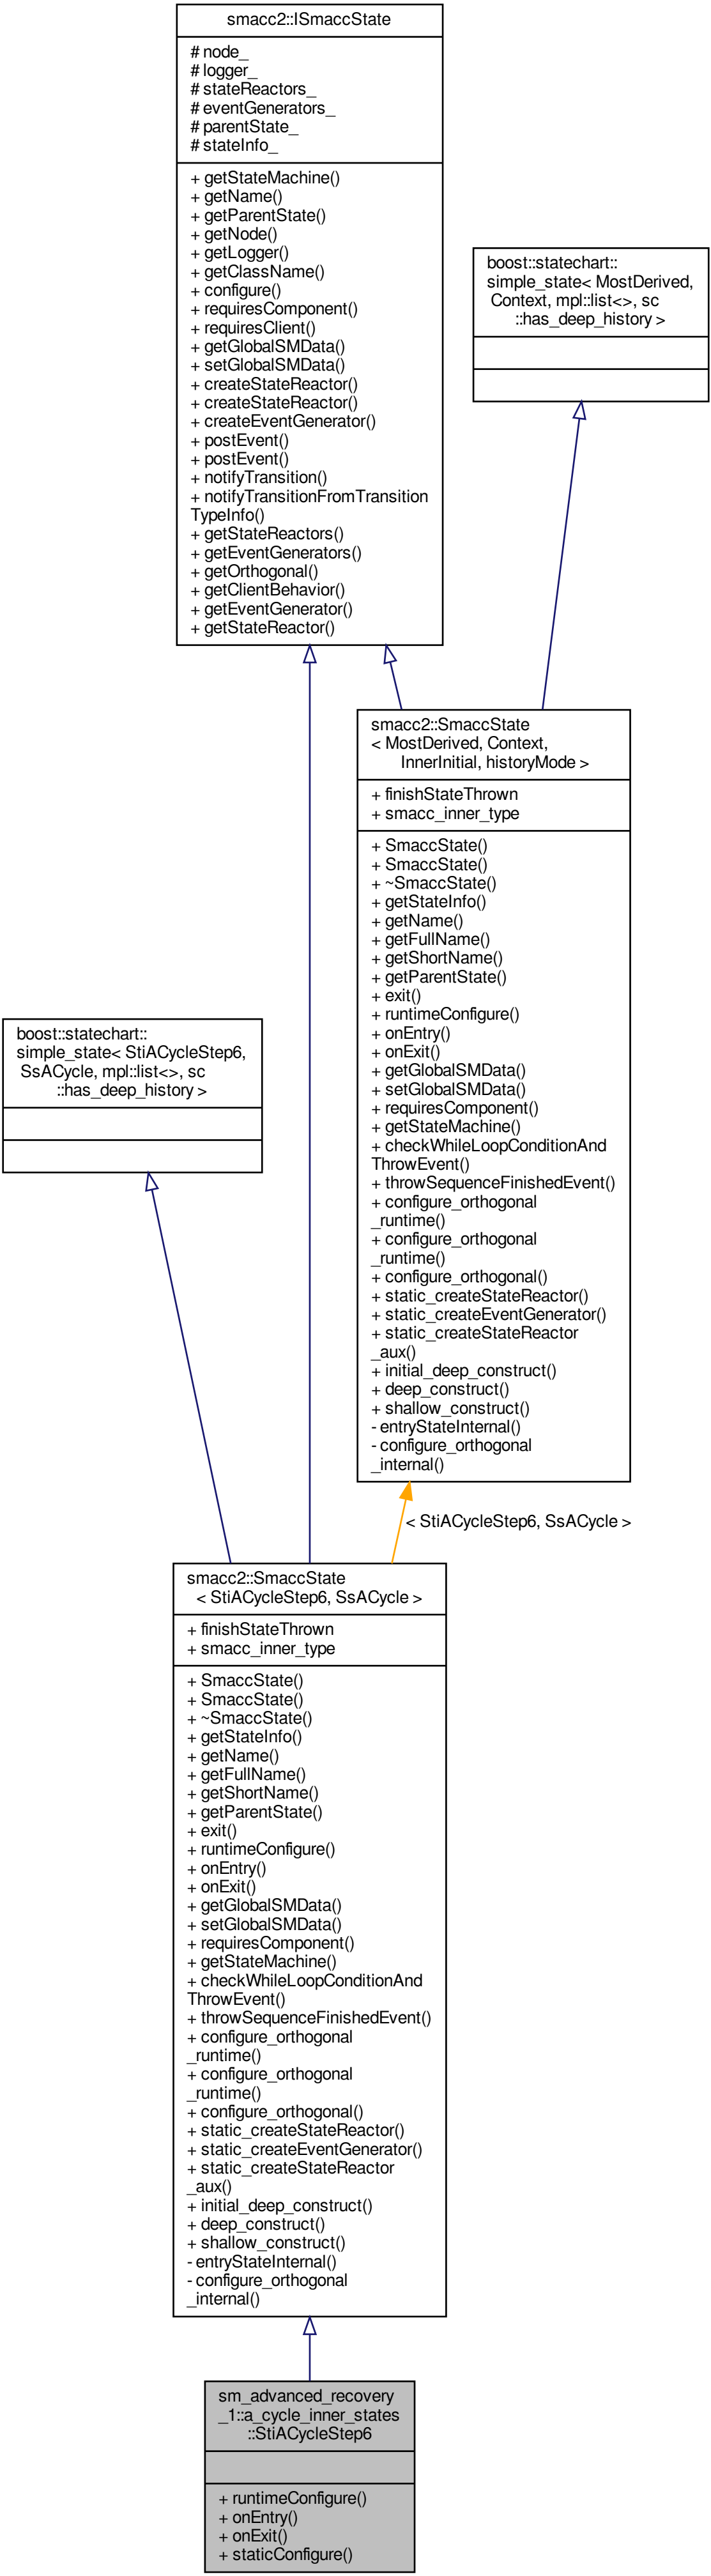 smacc2::ISmaccState
# node_
# logger_
# stateReactors_
# eventGenerators_
# parentState_
# stateInfo_
+ getStateMachine()
+ getName()
+ getParentState()
+ getNode()
+ getLogger()
+ getClassName()
+ configure()
+ requiresComponent()
+ requiresClient()
+ getGlobalSMData()
+ setGlobalSMData()
+ createStateReactor()
+ createStateReactor()
+ createEventGenerator()
+ postEvent()
+ postEvent()
+ notifyTransition()
+ notifyTransitionFromTransition
TypeInfo()
+ getStateReactors()
+ getEventGenerators()
+ getOrthogonal()
+ getClientBehavior()
+ getEventGenerator()
+ getStateReactor()
boost::statechart::
simple_state< MostDerived,
Context, mpl::list<>, sc
::has_deep_history >
smacc2::SmaccState
< MostDerived, Context,
InnerInitial, historyMode >
+ finishStateThrown
+ smacc_inner_type
+ SmaccState()
+ SmaccState()
+ ~SmaccState()
+ getStateInfo()
+ getName()
+ getFullName()
+ getShortName()
+ getParentState()
+ exit()
+ runtimeConfigure()
+ onEntry()
+ onExit()
+ getGlobalSMData()
+ setGlobalSMData()
+ requiresComponent()
+ getStateMachine()
+ checkWhileLoopConditionAnd
ThrowEvent()
+ throwSequenceFinishedEvent()
+ configure_orthogonal
_runtime()
+ configure_orthogonal
_runtime()
+ configure_orthogonal()
+ static_createStateReactor()
+ static_createEventGenerator()
+ static_createStateReactor
_aux()
+ initial_deep_construct()
+ deep_construct()
+ shallow_construct()
- entryStateInternal()
- configure_orthogonal
_internal()
boost::statechart::
simple_state< StiACycleStep6,
SsACycle, mpl::list<>, sc
::has_deep_history >
< StiACycleStep6, SsACycle >
smacc2::SmaccState
< StiACycleStep6, SsACycle >
+ finishStateThrown
+ smacc_inner_type
+ SmaccState()
+ SmaccState()
+ ~SmaccState()
+ getStateInfo()
+ getName()
+ getFullName()
+ getShortName()
+ getParentState()
+ exit()
+ runtimeConfigure()
+ onEntry()
+ onExit()
+ getGlobalSMData()
+ setGlobalSMData()
+ requiresComponent()
+ getStateMachine()
+ checkWhileLoopConditionAnd
ThrowEvent()
+ throwSequenceFinishedEvent()
+ configure_orthogonal
_runtime()
+ configure_orthogonal
_runtime()
+ configure_orthogonal()
+ static_createStateReactor()
+ static_createEventGenerator()
+ static_createStateReactor
_aux()
+ initial_deep_construct()
+ deep_construct()
+ shallow_construct()
- entryStateInternal()
- configure_orthogonal
_internal()
sm_advanced_recovery
_1::a_cycle_inner_states
::StiACycleStep6
+ runtimeConfigure()
+ onEntry()
+ onExit()
+ staticConfigure()